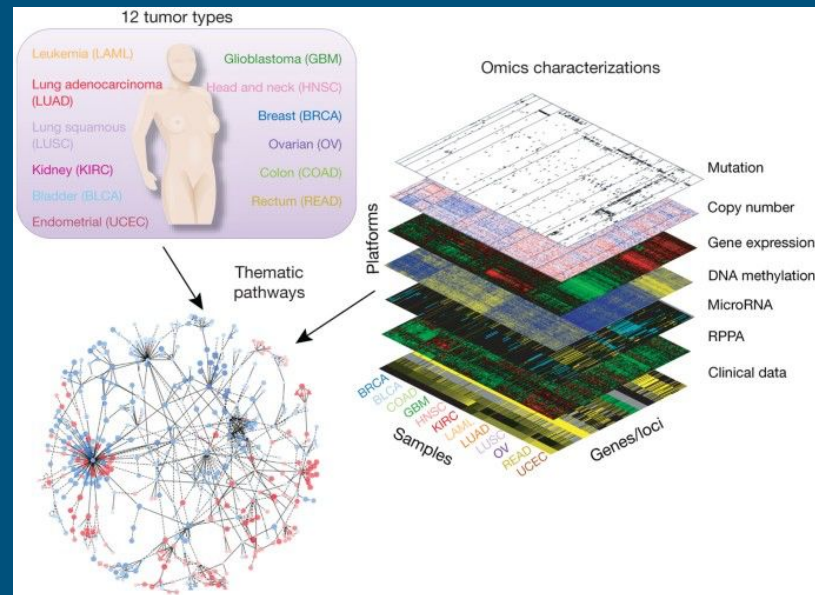 12 tumor types
Leukemia (LAML)
Lung adenocarcinoma
(LUAD)
Lung squamous
(LUSC)
Kidney (KIRC)
Bladder (BLCA)
Endometrial (UCEC)
Glioblastoma (GBM)
Head and neck (HNSC)
Breast (BRCA)
Ovarian (OV)
Colon (COAD)
Rectum (READ)
Thematic
pathways
Omics characterizations
Platforms
Mutation
Copy number
Gene expression
DNA methylation
MicroRNA
RPPA
Clinical data
BRCA
BLCA
COAD
GBM
HNSC
KIRC
LAML
LUAD
LUSC
OV
READ
UCEC
Samples
Genes/loci